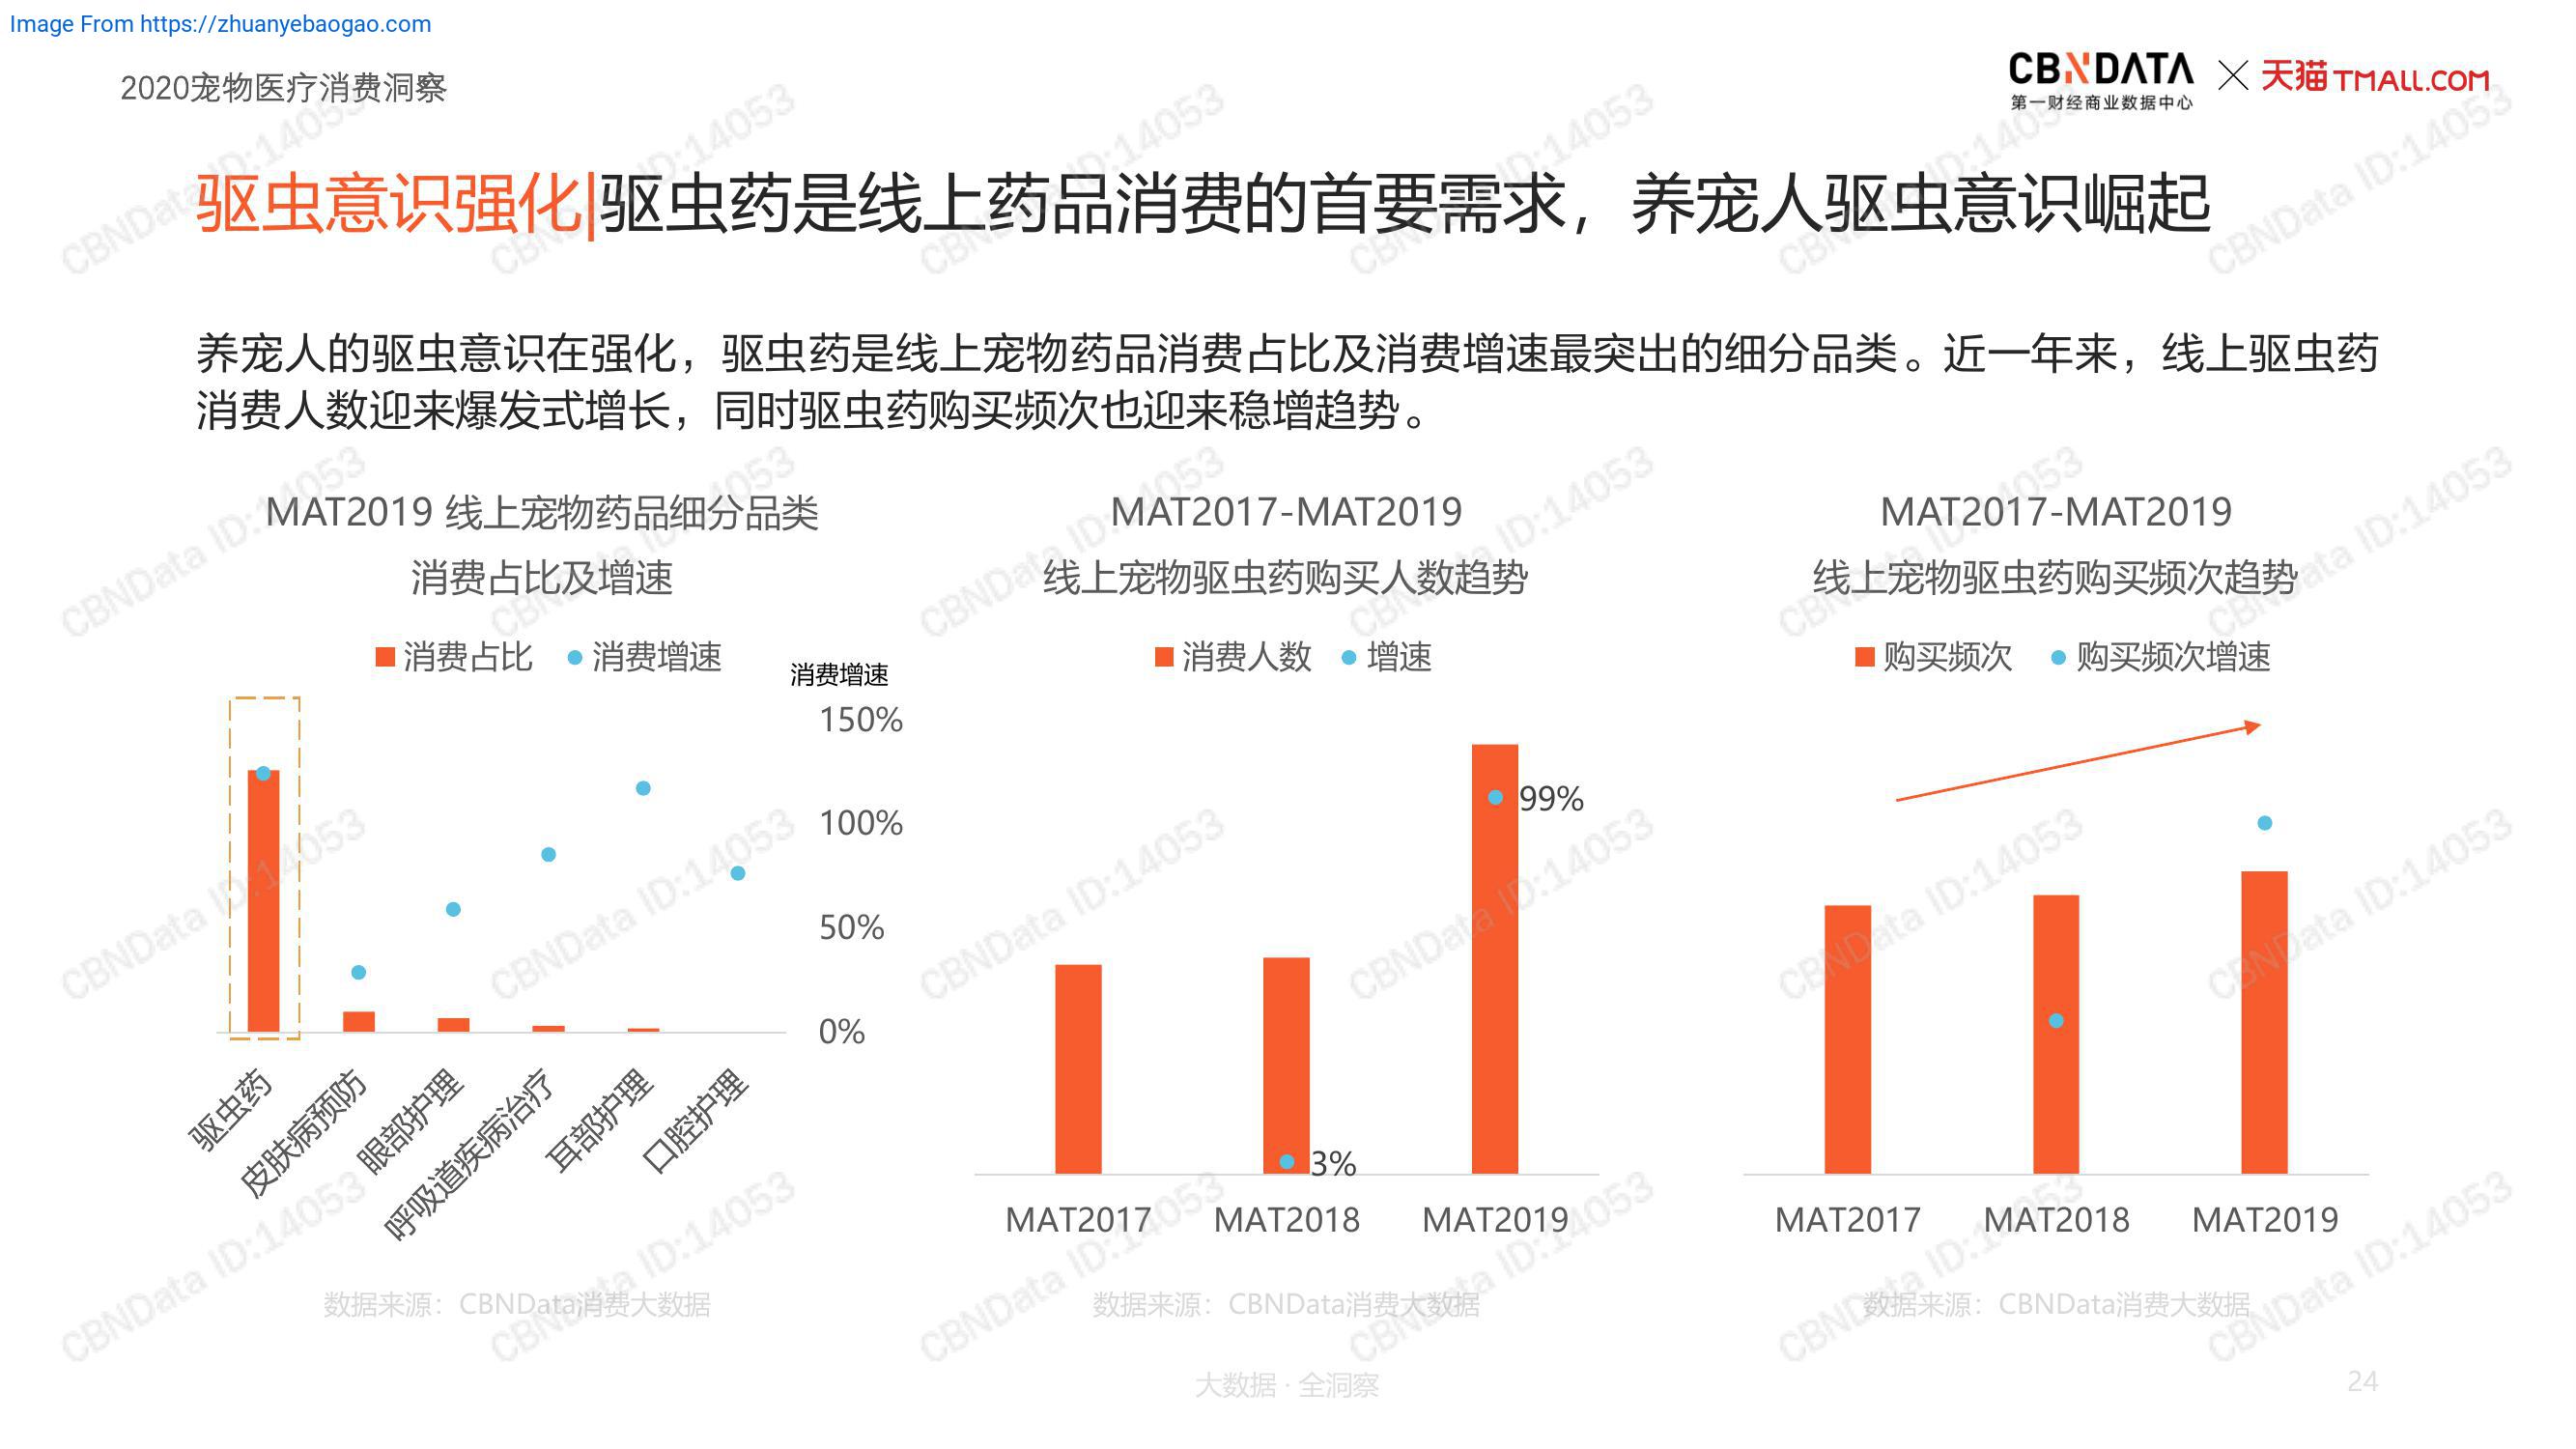 Image From https://zhuanyebaogao.com
2020宠物医疗消费洞察
CBNDATA
第一财经商业数据中心
天猫TMALL.COM
驱虫意识强化|驱虫药是线上药品消费的首要需求，养宠人驱虫意识崛起
养宠人的驱虫意识在强化，驱虫药是线上宠物药品消费占比及消费增速最突出的细分品类。近一年来，线上驱虫药
消费人数迎来爆发式增长，同时驱虫药购买频次也迎来稳增趋势。
MAT2019 线上宠物药品细分品类
消费占比及增速
消费占比 消费增速
消费增速
150%
100%
50%
0%
驱虫药
皮肤病预防
眼部护理
呼吸道疾病治疗
耳部护理
口腔护理
数据来源：CBNData消费大数据
MAT2017-MAT2019
线上宠物驱虫药购买人数趋势
消费人数 增速
99%
3%
MAT2017 MAT2018 MAT2019
数据来源：CBNData消费大数据
MAT2017-MAT2019
线上宠物驱虫药购买频次趋势
购买频次 购买频次增速
MAT2017 MAT2018 MAT2019
数据来源：CBNData消费大数据
大数据·全洞察
24
CBNData ID:14053